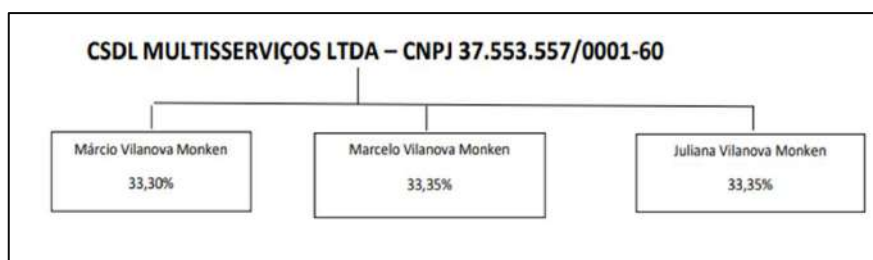 CSDL MULTISSERVIÇOS LTDA – CNPJ 37.553.557/0001-60
Márcio Vilanova Monken
33,30%
Marcelo Vilanova Monken
33,35%
Juliana Vilanova Monken
33,35%